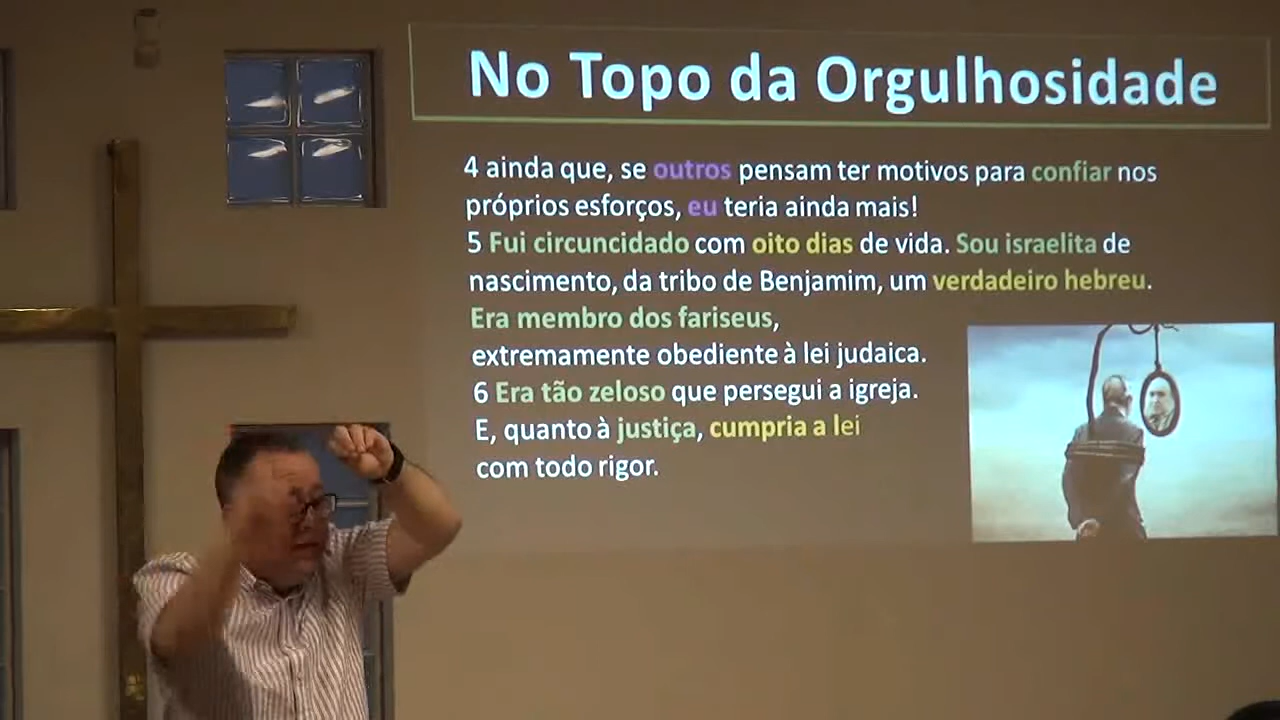 No Topo da Orgulhosidade
4 ainda que, se outros pensam ter motivos para confiar nos
próprios esforços, eu teria ainda mais!
5 Fui circuncidado com oito dias de vida. Sou israelita de
nascimento, da tribo de Benjamim, um verdadeiro hebreu.
Era membro dos fariseus,
extremamente obediente à lei judaica.
6 Era tão zeloso que persegui a igreja.
E, quanto à justiça, cumpria a lei
com todo rigor.